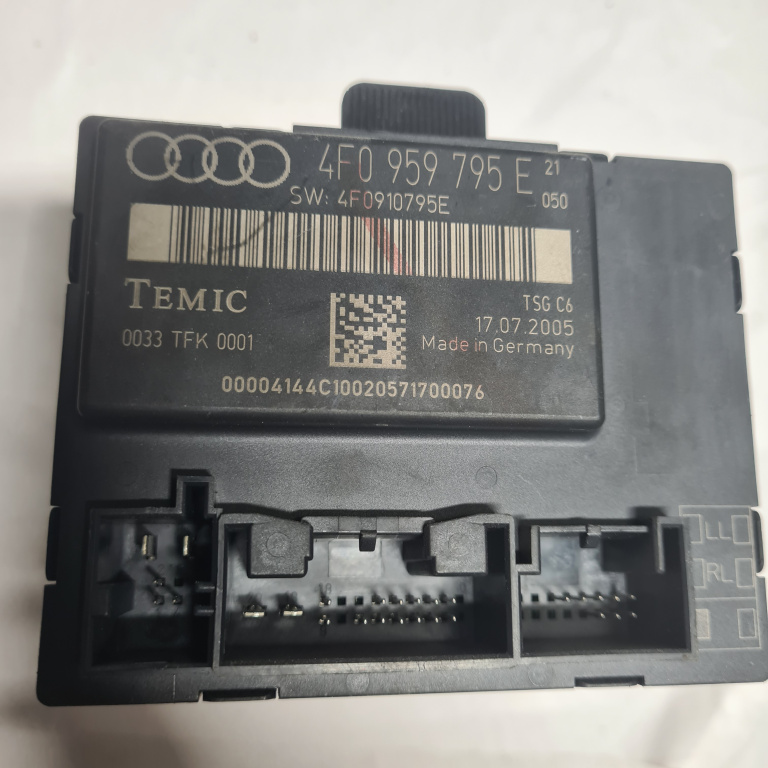 4F0 959 795 E 21
SW: 4F0910795E 050
TEMIC
TSG C6
17.07.2005
0033 TFK 0001
Made in Germany
00004144C10020571700076
LL
RL